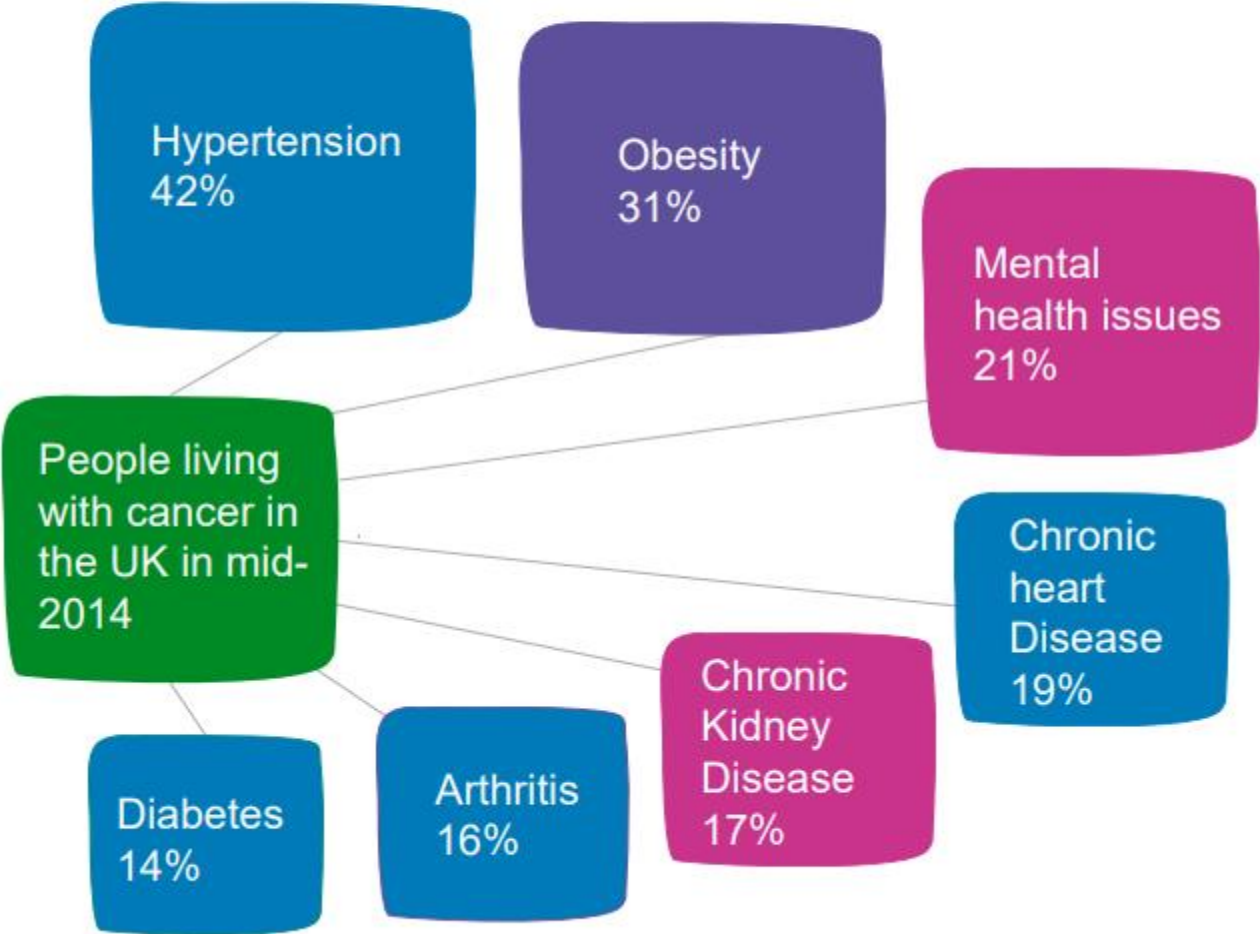 Hypertension
42%
Obesity
31%
Mental
health issues
21%
People living
with cancer in
the UK in mid-
2014
Chronic
heart
Disease
19%
Chronic
Kidney
Disease
17%
Arthritis
16%
Diabetes
14%